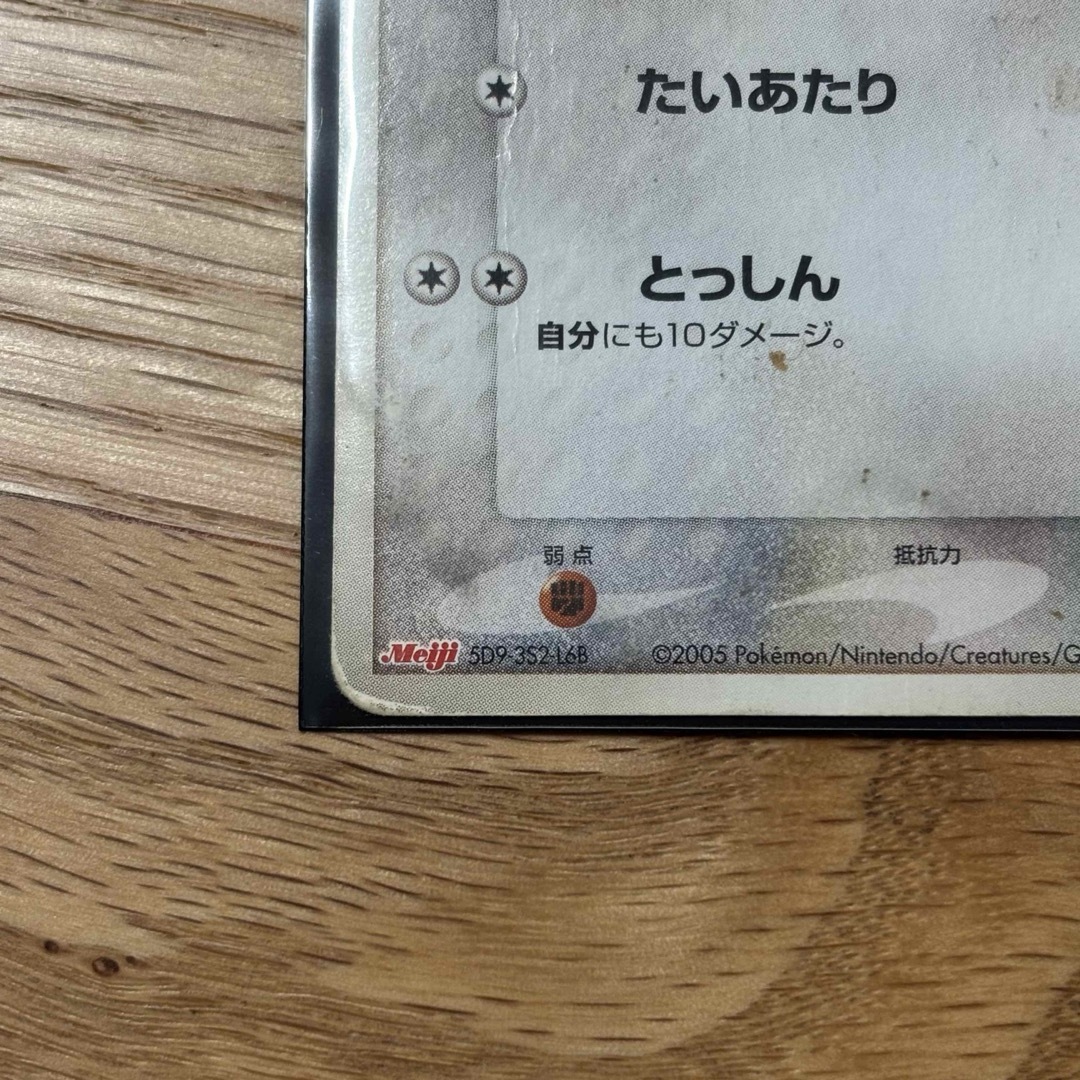 たいあたり
とっしん
自分にも10ダメージ。
弱点 抵抗力
Meiji 5D9-3S2-L6B ©2005 Pokémon/Nintendo/Creatures/G